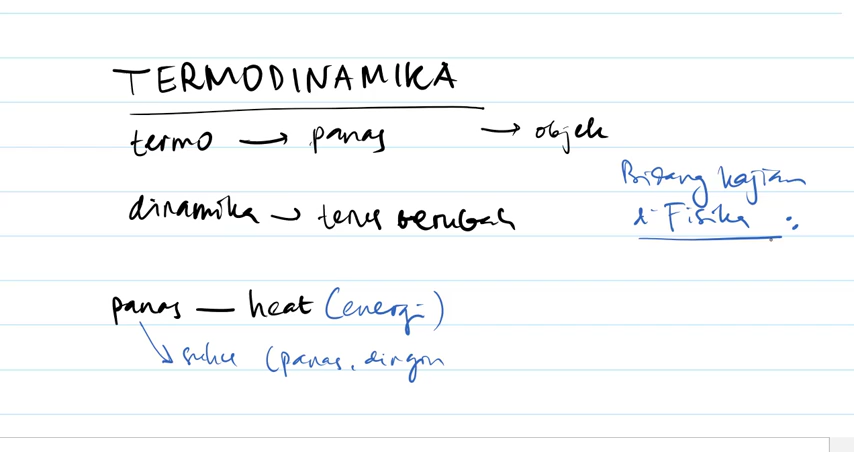 TERMODINAMIKA
termo → panas → objek
dinamika → terus berubah
Bidang kajian
di Fisika :
panas — heat (energi)
↘ suhu (panas, dingin